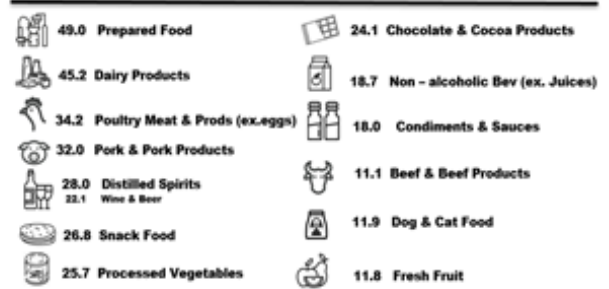 49.0 Prepared Food
45.2 Dairy Products
34.2 Poultry Meat & Prods (ex.eggs)
32.0 Pork & Pork Products
28.0 Distilled Spirits
22.1 Wine & Beer
26.8 Snack Food
25.7 Processed Vegetables
24.1 Chocolate & Cocoa Products
18.7 Non – alcoholic Bev (ex. Juices)
18.0 Condiments & Sauces
11.1 Beef & Beef Products
11.9 Dog & Cat Food
11.8 Fresh Fruit